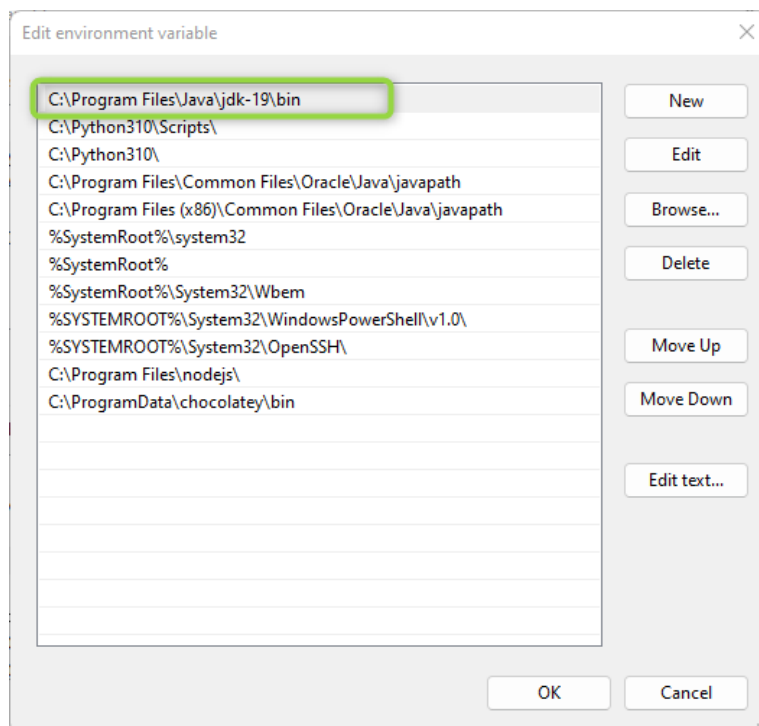 Edit environment variable
C:\Program Files\Java\jdk-19\bin
C:\Python310\Scripts\
C:\Python310\
C:\Program Files\Common Files\Oracle\Java\javapath
C:\Program Files (x86)\Common Files\Oracle\Java\javapath
%SystemRoot%\system32
%SystemRoot%
%SystemRoot%\System32\Wbem
%SYSTEMROOT%\System32\WindowsPowerShell\v1.0\
%SYSTEMROOT%\System32\OpenSSH\
C:\Program Files\nodejs\
C:\ProgramData\chocolatey\bin
New
Edit
Browse...
Delete
Move Up
Move Down
Edit text...
OK
Cancel